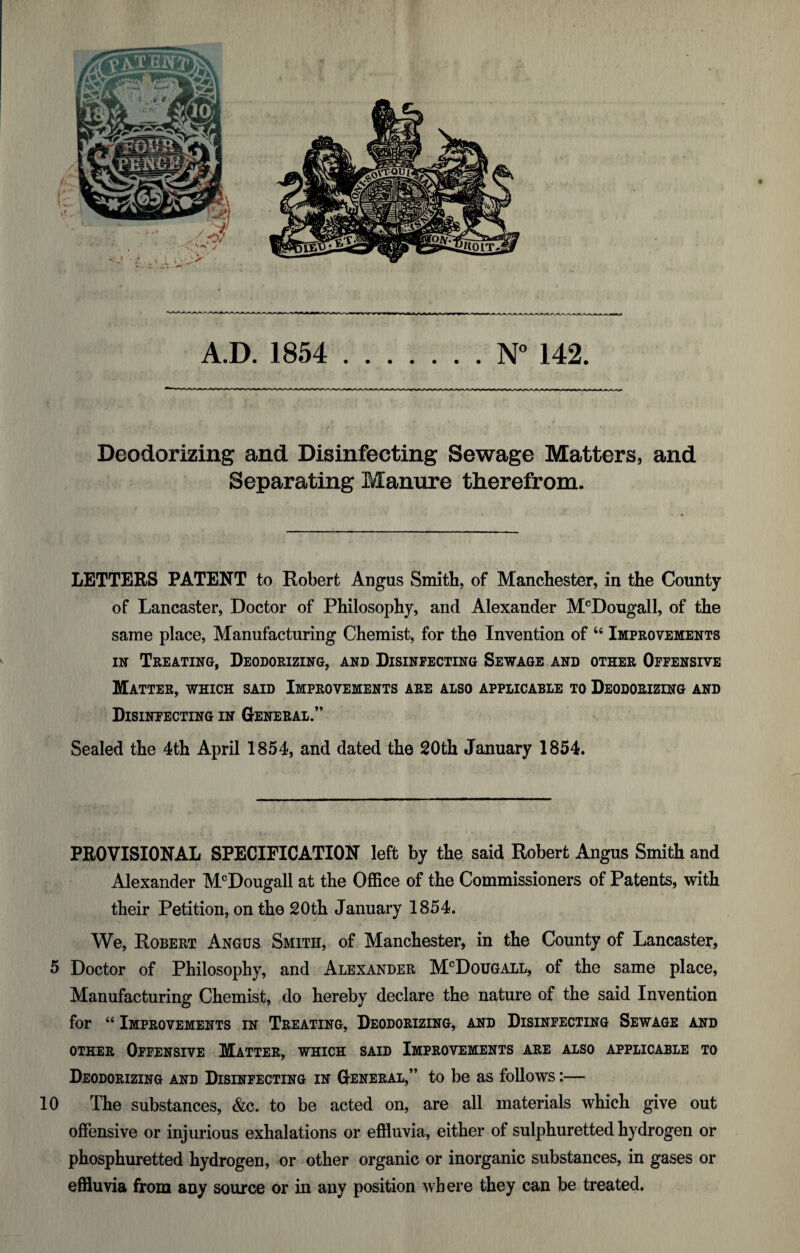 PATENT
10
FOUR
PENCE
SOIT QUI MAL
DIEU · ET
MON · DROIT
A.D. 1854 . . . . . . . N° 142.
Deodorizing and Disinfecting Sewage Matters, and
Separating Manure therefrom.
LETTERS PATENT to Robert Angus Smith, of Manchester, in the County
of Lancaster, Doctor of Philosophy, and Alexander McDougall, of the
same place, Manufacturing Chemist, for the Invention of “ Improvements
in Treating, Deodorizing, and Disinfecting Sewage and other Offensive
Matter, which said Improvements are also applicable to Deodorizing and
Disinfecting in General.”
Sealed the 4th April 1854, and dated the 20th January 1854.
PROVISIONAL SPECIFICATION left by the said Robert Angus Smith and
Alexander McDougall at the Office of the Commissioners of Patents, with
their Petition, on the 20th January 1854.
We, Robert Angus Smith, of Manchester, in the County of Lancaster,
5 Doctor of Philosophy, and Alexander McDougall, of the same place,
Manufacturing Chemist, do hereby declare the nature of the said Invention
for “ Improvements in Treating, Deodorizing, and Disinfecting Sewage and
other Offensive Matter, which said Improvements are also applicable to
Deodorizing and Disinfecting in General,” to be as follows :—
10 The substances, &c. to be acted on, are all materials which give out
offensive or injurious exhalations or effluvia, either of sulphuretted hydrogen or
phosphuretted hydrogen, or other organic or inorganic substances, in gases or
effluvia from any source or in any position where they can be treated.